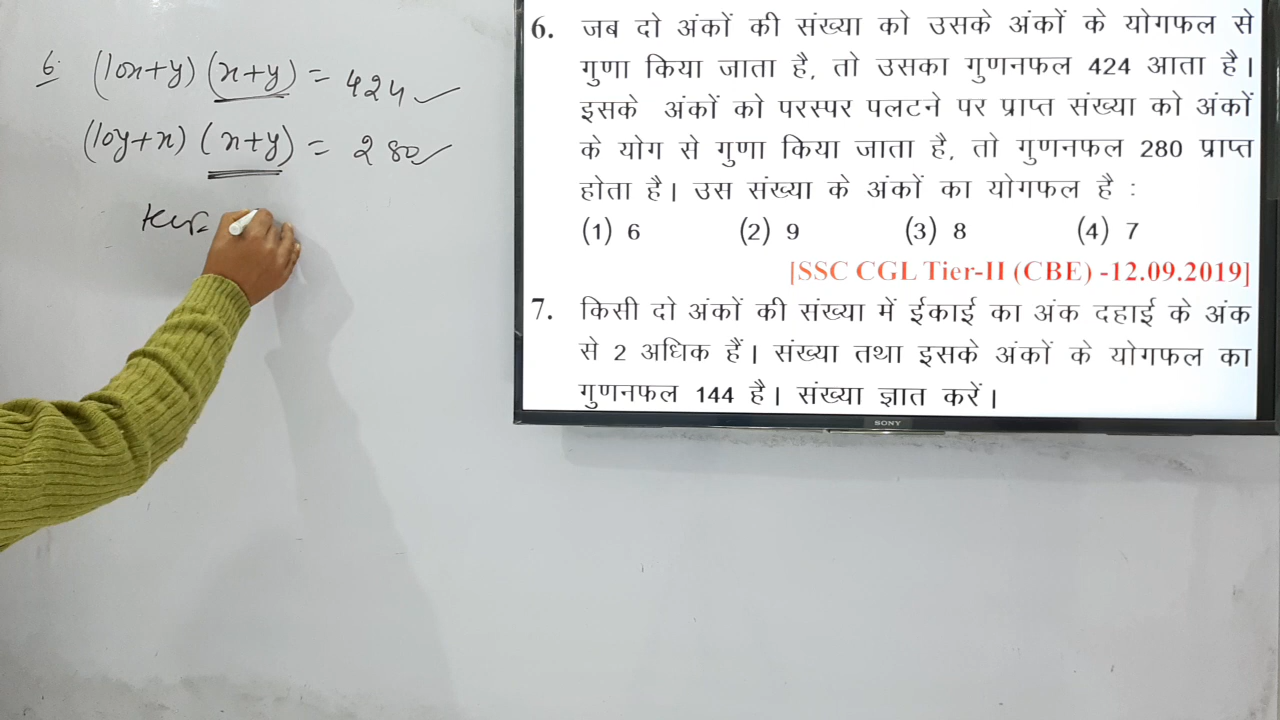 6. (10x+y) (x+y) = 424
(10y+x) (x+y) = 280
6. जब दो अंकों की संख्या को उसके अंकों के योगफल से
गुणा किया जाता है, तो उसका गुणनफल 424 आता है।
इसके अंकों को परस्पर पलटने पर प्राप्त संख्या को अंकों
के योग से गुणा किया जाता है, तो गुणनफल 280 प्राप्त
होता है। उस संख्या के अंकों का योगफल है :
(1) 6 (2) 9 (3) 8 (4) 7
[SSC CGL Tier-II (CBE) -12.09.2019]
7. किसी दो अंकों की संख्या में ईकाई का अंक दहाई के अंक
से 2 अधिक हैं। संख्या तथा इसके अंकों के योगफल का
गुणनफल 144 है। संख्या ज्ञात करें।
SONY